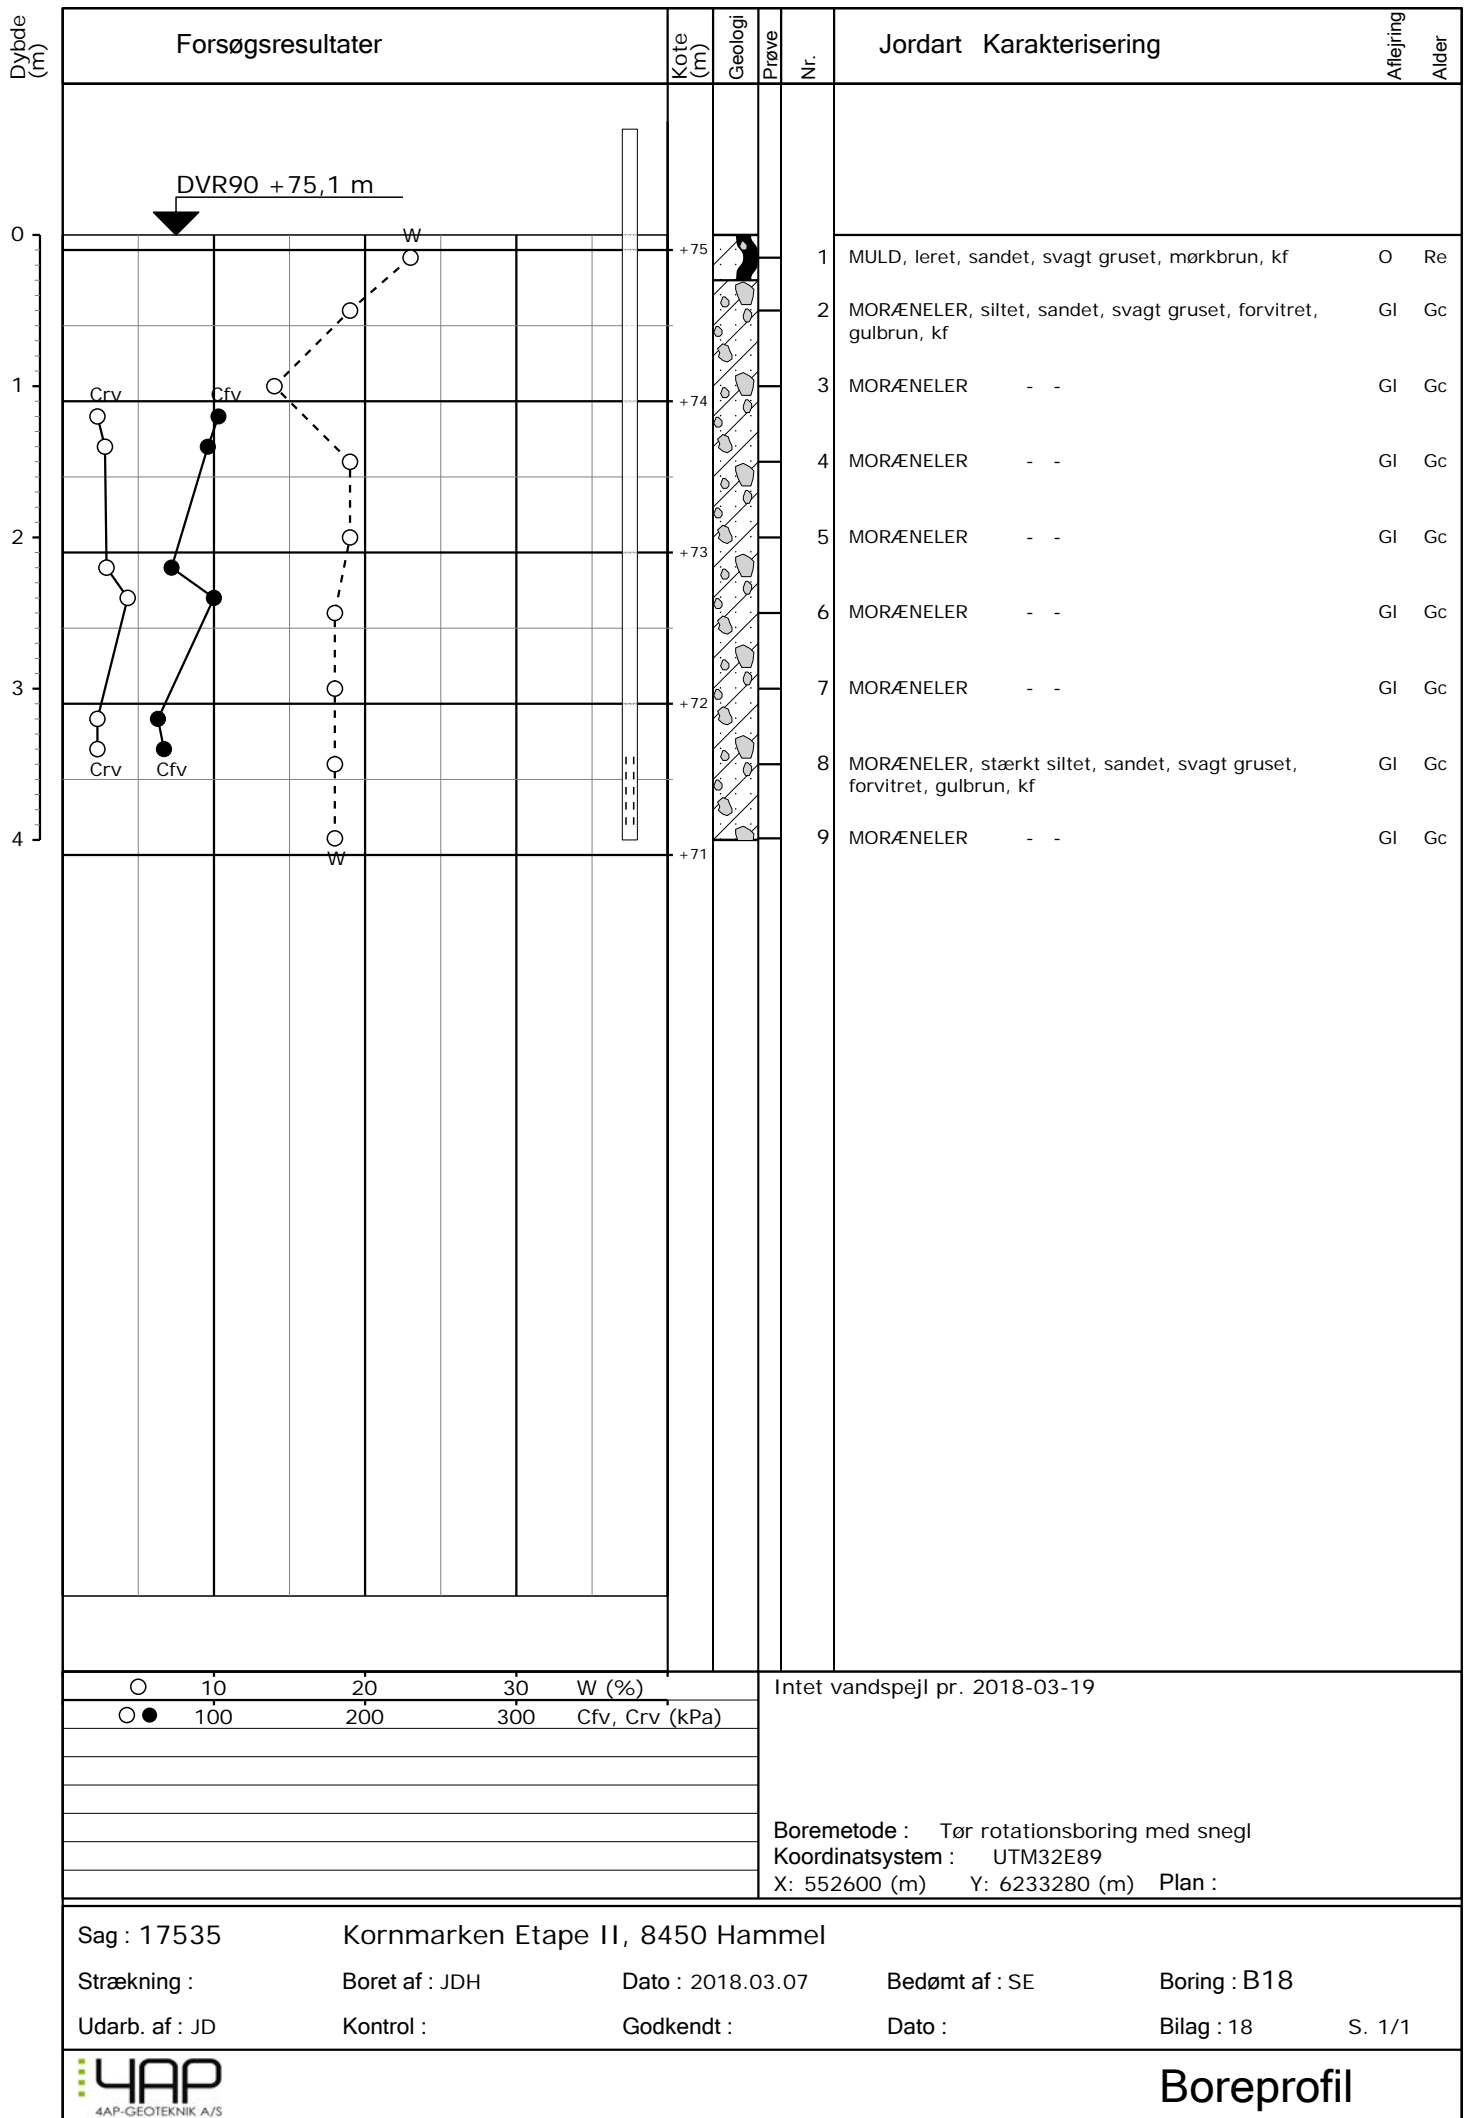 Dybde (m)
Forsøgsresultater
Kote (m)
Geologi
Prøve
Nr.
Jordart Karakterisering
Aflejring
Alder
DVR90 +75,1 m
0
W
+75
1 MULD, leret, sandet, svagt gruset, mørkbrun, kf O Re
2 MORÆNELER, siltet, sandet, svagt gruset, forvitret, Gl Gc
gulbrun, kf
1
Crv Cfv
+74
3 MORÆNELER - - Gl Gc
4 MORÆNELER - - Gl Gc
2
+73
5 MORÆNELER - - Gl Gc
6 MORÆNELER - - Gl Gc
3
+72
7 MORÆNELER - - Gl Gc
Crv Cfv
8 MORÆNELER, stærkt siltet, sandet, svagt gruset, Gl Gc
forvitret, gulbrun, kf
4
W
+71
9 MORÆNELER - - Gl Gc
10 20 30 W (%)
100 200 300 Cfv, Crv (kPa)
Intet vandspejl pr. 2018-03-19
Boremetode : Tør rotationsboring med snegl
Koordinatsystem : UTM32E89
X: 552600 (m) Y: 6233280 (m) Plan :
Sag : 17535 Kornmarken Etape II, 8450 Hammel
Strækning : Boret af : JDH Dato : 2018.03.07 Bedømt af : SE Boring : B18
Udarb. af : JD Kontrol : Godkendt : Dato : Bilag : 18 S. 1/1
4AP
4AP-GEOTEKNIK A/S
Boreprofil